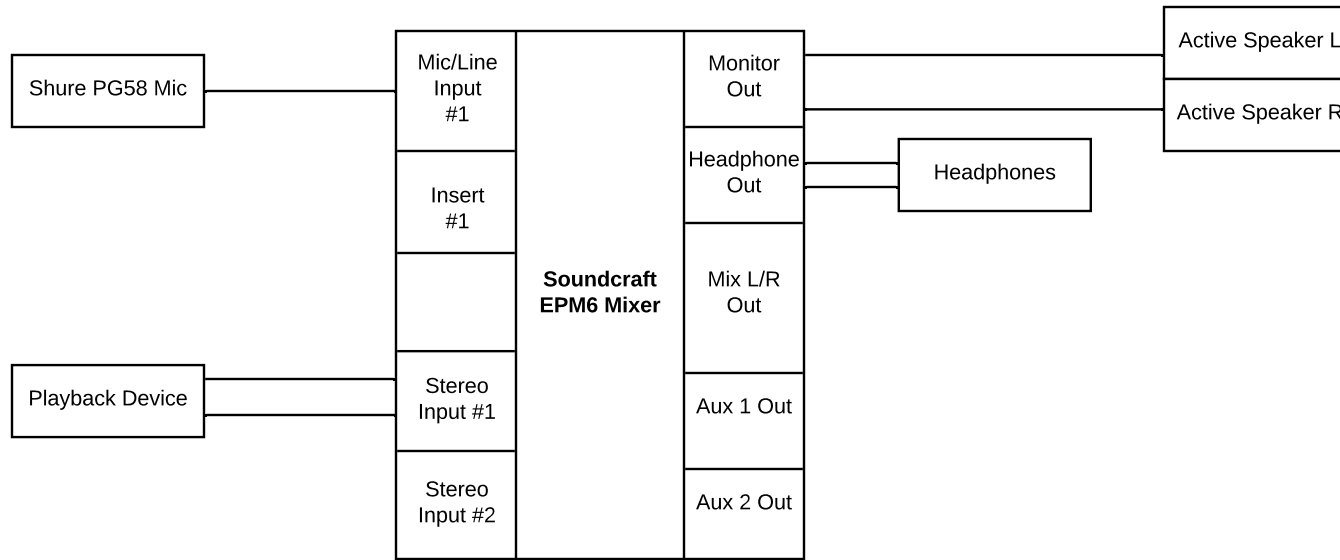 Shure PG58 Mic
Mic/Line
Input
#1
Insert
#1
Playback Device
Stereo
Input #1
Stereo
Input #2
Soundcraft
EPM6 Mixer
Monitor
Out
Headphone
Out
Mix L/R
Out
Aux 1 Out
Aux 2 Out
Active Speaker L
Active Speaker R
Headphones